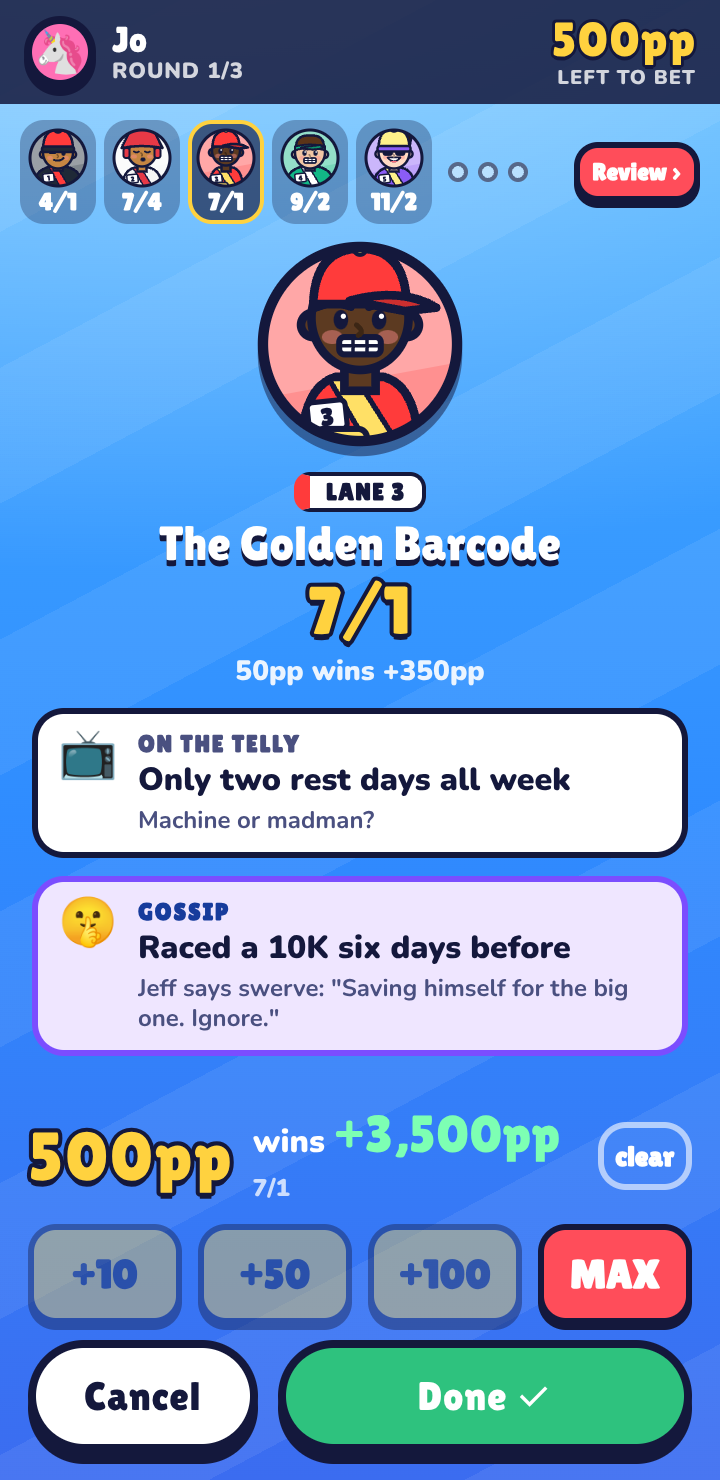 Jo
ROUND 1/3
500pp
LEFT TO BET
4/1
7/4
7/1
9/2
11/2
Review ›
3
LANE 3
The Golden Barcode
7/1
50pp wins +350pp
ON THE TELLY
Only two rest days all week
Machine or madman?
GOSSIP
Raced a 10K six days before
Jeff says swerve: "Saving himself for the big
one. Ignore."
500pp
wins +3,500pp
7/1
clear
+10
+50
+100
MAX
Cancel
Done ✓